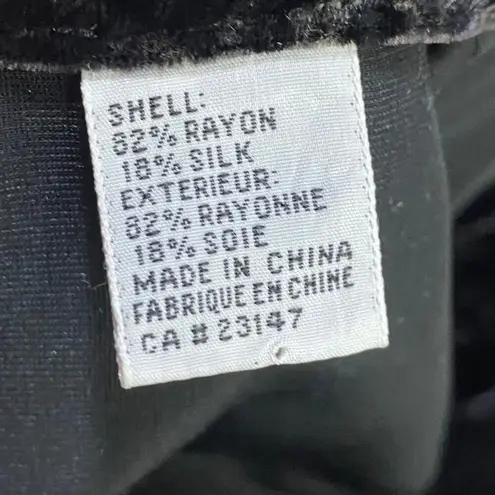 SHELL:
82% RAYON
18% SILK
EXTERIEUR:
82% RAYONNE
18% SOIE
MADE IN CHINA
FABRIQUE EN CHINE
CA # 23147